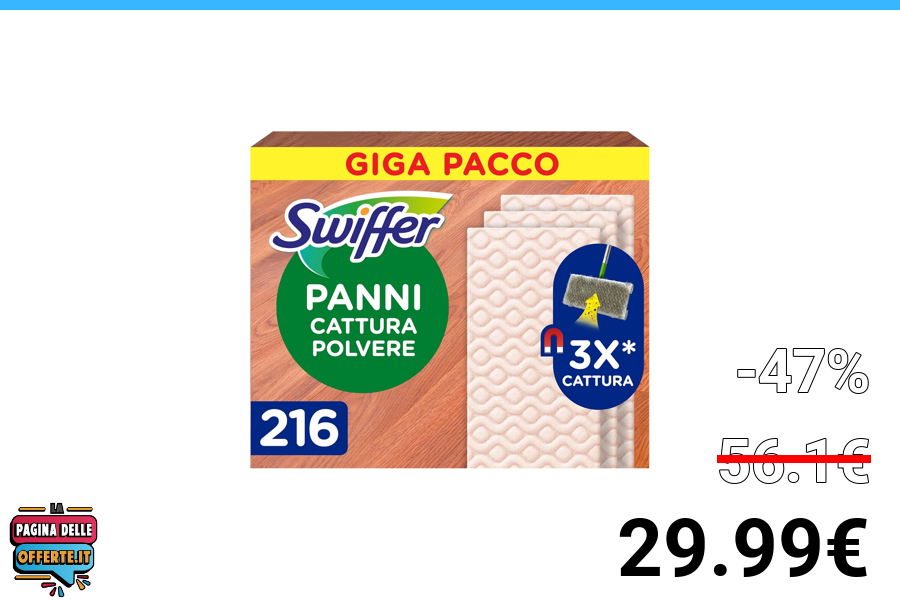 GIGA PACCO
Swiffer
PANNI
CATTURA
POLVERE
3X*
CATTURA
216
-47%
56.1€
29.99€
LA
PAGINA DELLE
OFFERTE.IT